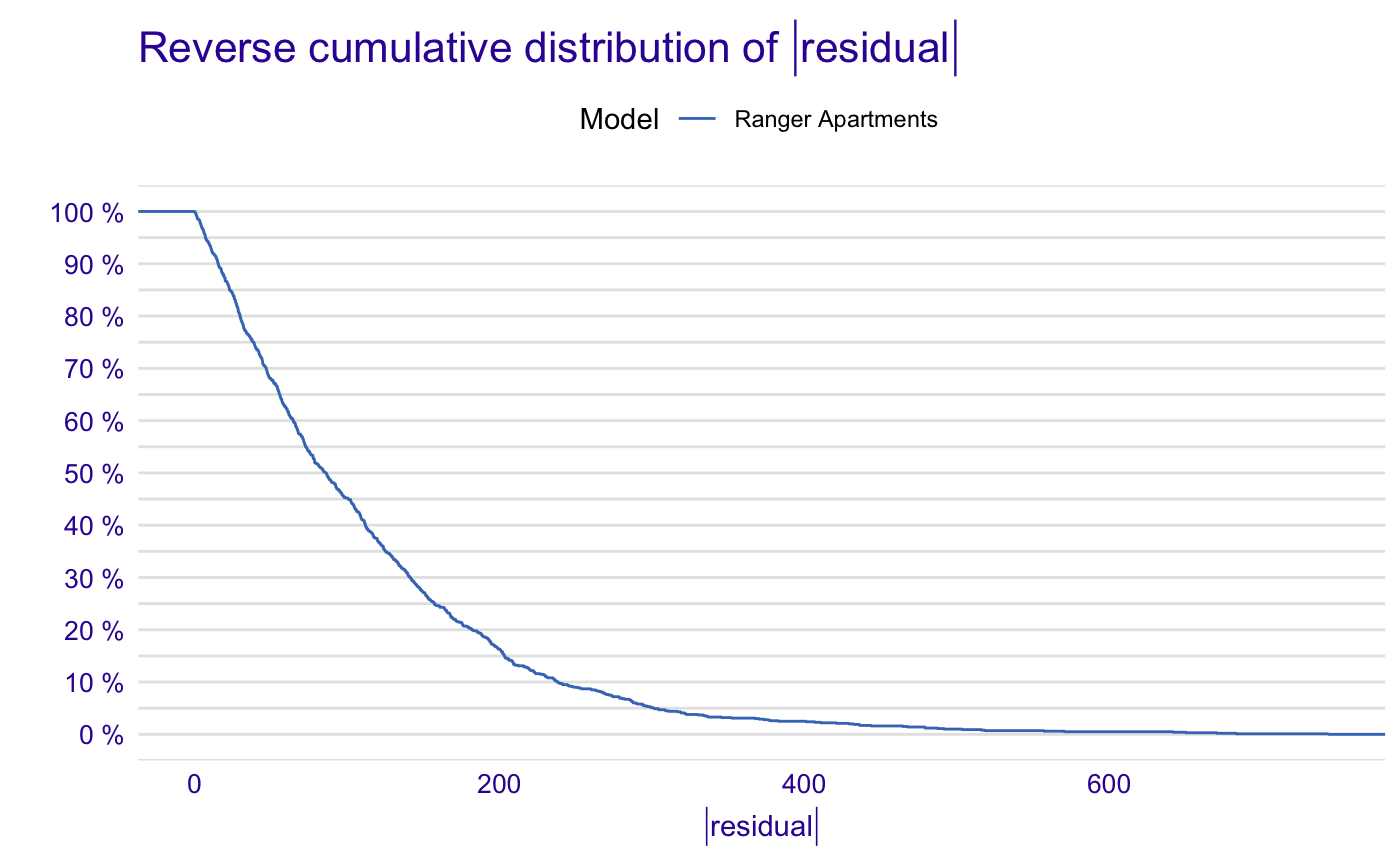 Reverse cumulative distribution of |residual|
Model Ranger Apartments
100 %
90 %
80 %
70 %
60 %
50 %
40 %
30 %
20 %
10 %
0 %
0 200 400 600
|residual|